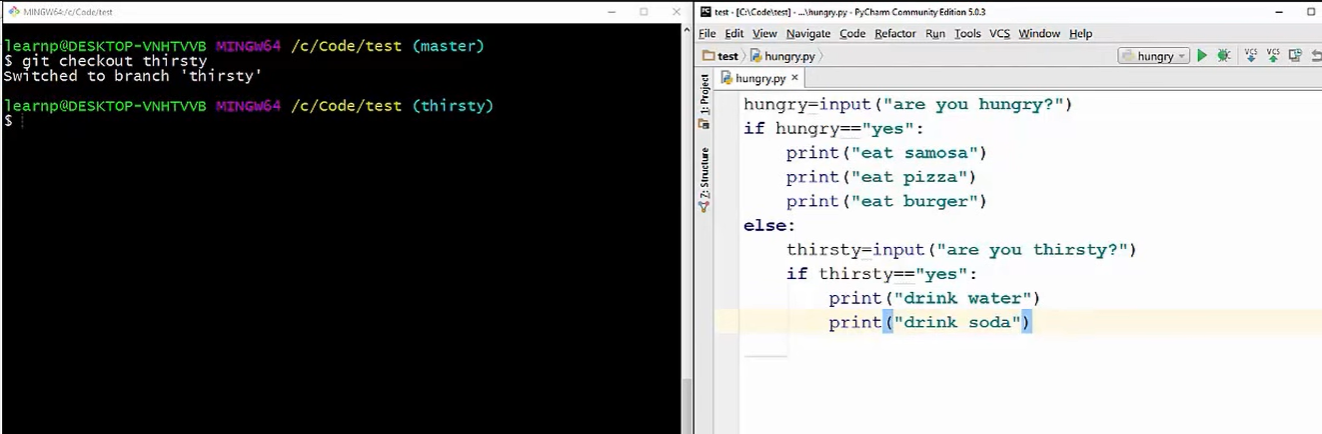 MINGW64:/c/Code/test
learnp@DESKTOP-VNHTVVB MINGW64 /c/Code/test (master)
$ git checkout thirsty
Switched to branch 'thirsty'
learnp@DESKTOP-VNHTVVB MINGW64 /c/Code/test (thirsty)
$
test - [C:\Code\test] - ...\hungry.py - PyCharm Community Edition 5.0.3
File Edit View Navigate Code Refactor Run Tools VCS Window Help
test hungry.py hungry VCS VCS
hungry.py ×
1: Project
7: Structure
hungry=input("are you hungry?")
if hungry=="yes":
    print("eat samosa")
    print("eat pizza")
    print("eat burger")
else:
    thirsty=input("are you thirsty?")
    if thirsty=="yes":
        print("drink water")
        print("drink soda")